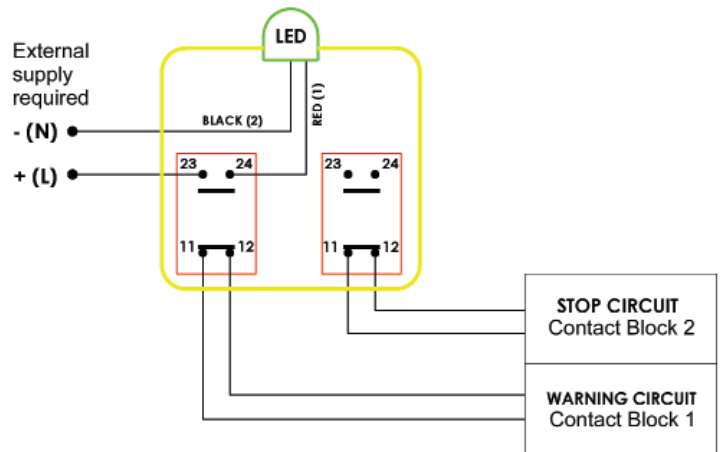 LED
External
supply
required
- (N)
+ (L)
BLACK (2)
RED (1)
23 24
23 24
11 12
11 12
STOP CIRCUIT
Contact Block 2
WARNING CIRCUIT
Contact Block 1